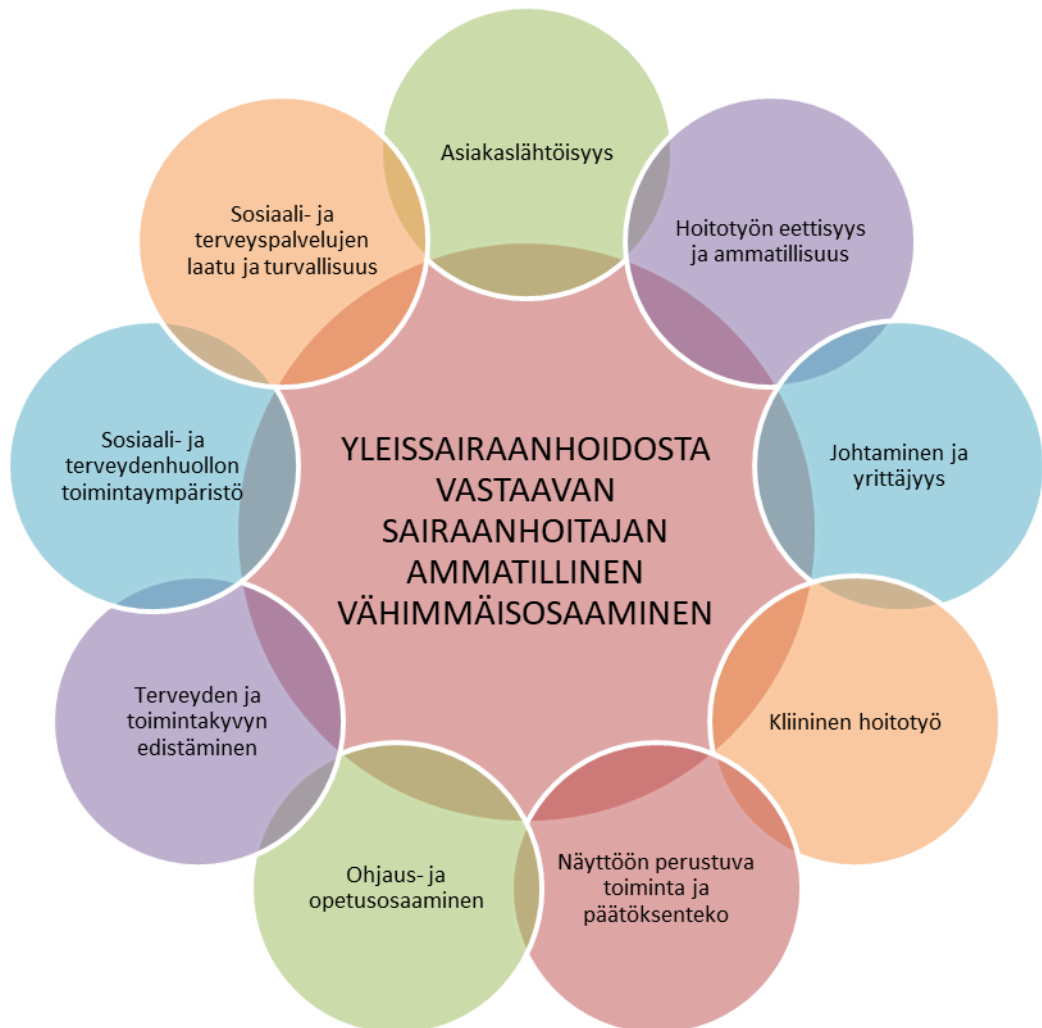 Asiakaslähtöisyys
Hoitotyön eettisyys
ja ammatillisuus
Johtaminen ja
yrittäjyys
Kliininen hoitotyö
Näyttöön perustuva
toiminta ja
päätöksenteko
Ohjaus- ja
opetusosaaminen
Terveyden ja
toimintakyvyn
edistäminen
Sosiaali- ja
terveydenhuollon
toimintaympäristö
Sosiaali- ja
terveyspalvelujen
laatu ja turvallisuus
YLEISSAIRAANHOIDOSTA
VASTAAVAN
SAIRAANHOITAJAN
AMMATILLINEN
VÄHIMMÄISOSAAMINEN